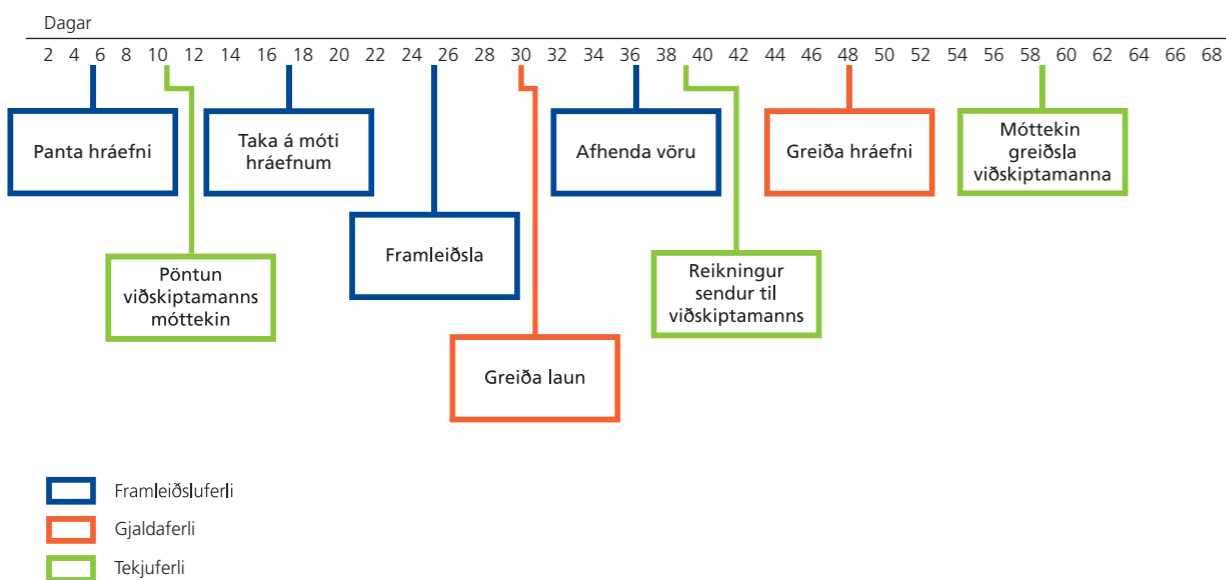 Dagar
2 4 6 8 10 12 14 16 18 20 22 24 26 28 30 32 34 36 38 40 42 44 46 48 50 52 54 56 58 60 62 64 66 68
Panta hráefni
Taka á móti
hráefnum
Afhenda vöru
Greiða hráefni
Móttekin
greiðsla
viðskiptamanna
Framleiðsla
Pöntun
viðskiptamanns
móttekin
Reikningur
sendur til
viðskiptamanns
Greiða laun
Framleiðsluferli
Gjaldaferli
Tekjuferli